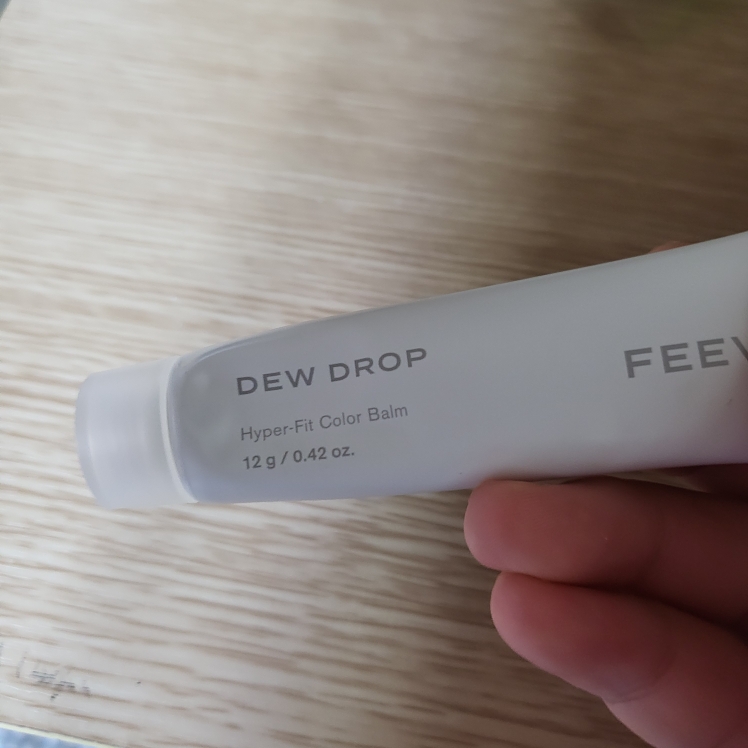 DEW DROP
Hyper-Fit Color Balm
12 g / 0.42 oz.